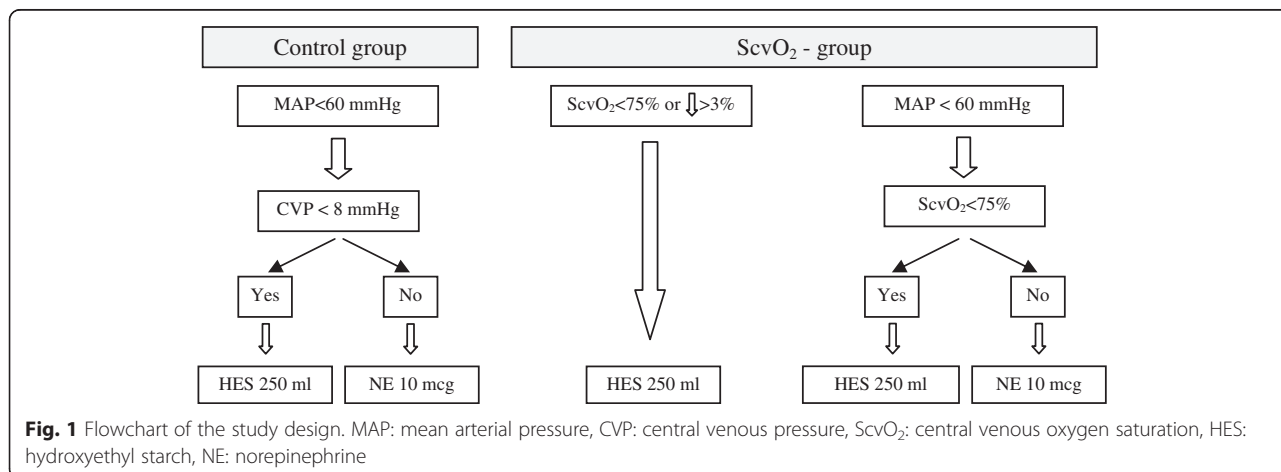 Control group
ScvO₂ - group
MAP<60 mmHg
ScvO₂<75% or ⇩>3%
MAP < 60 mmHg
CVP < 8 mmHg
ScvO₂<75%
Yes
No
Yes
No
HES 250 ml
NE 10 mcg
HES 250 ml
HES 250 ml
NE 10 mcg
Fig. 1 Flowchart of the study design. MAP: mean arterial pressure, CVP: central venous pressure, ScvO₂: central venous oxygen saturation, HES:
hydroxyethyl starch, NE: norepinephrine